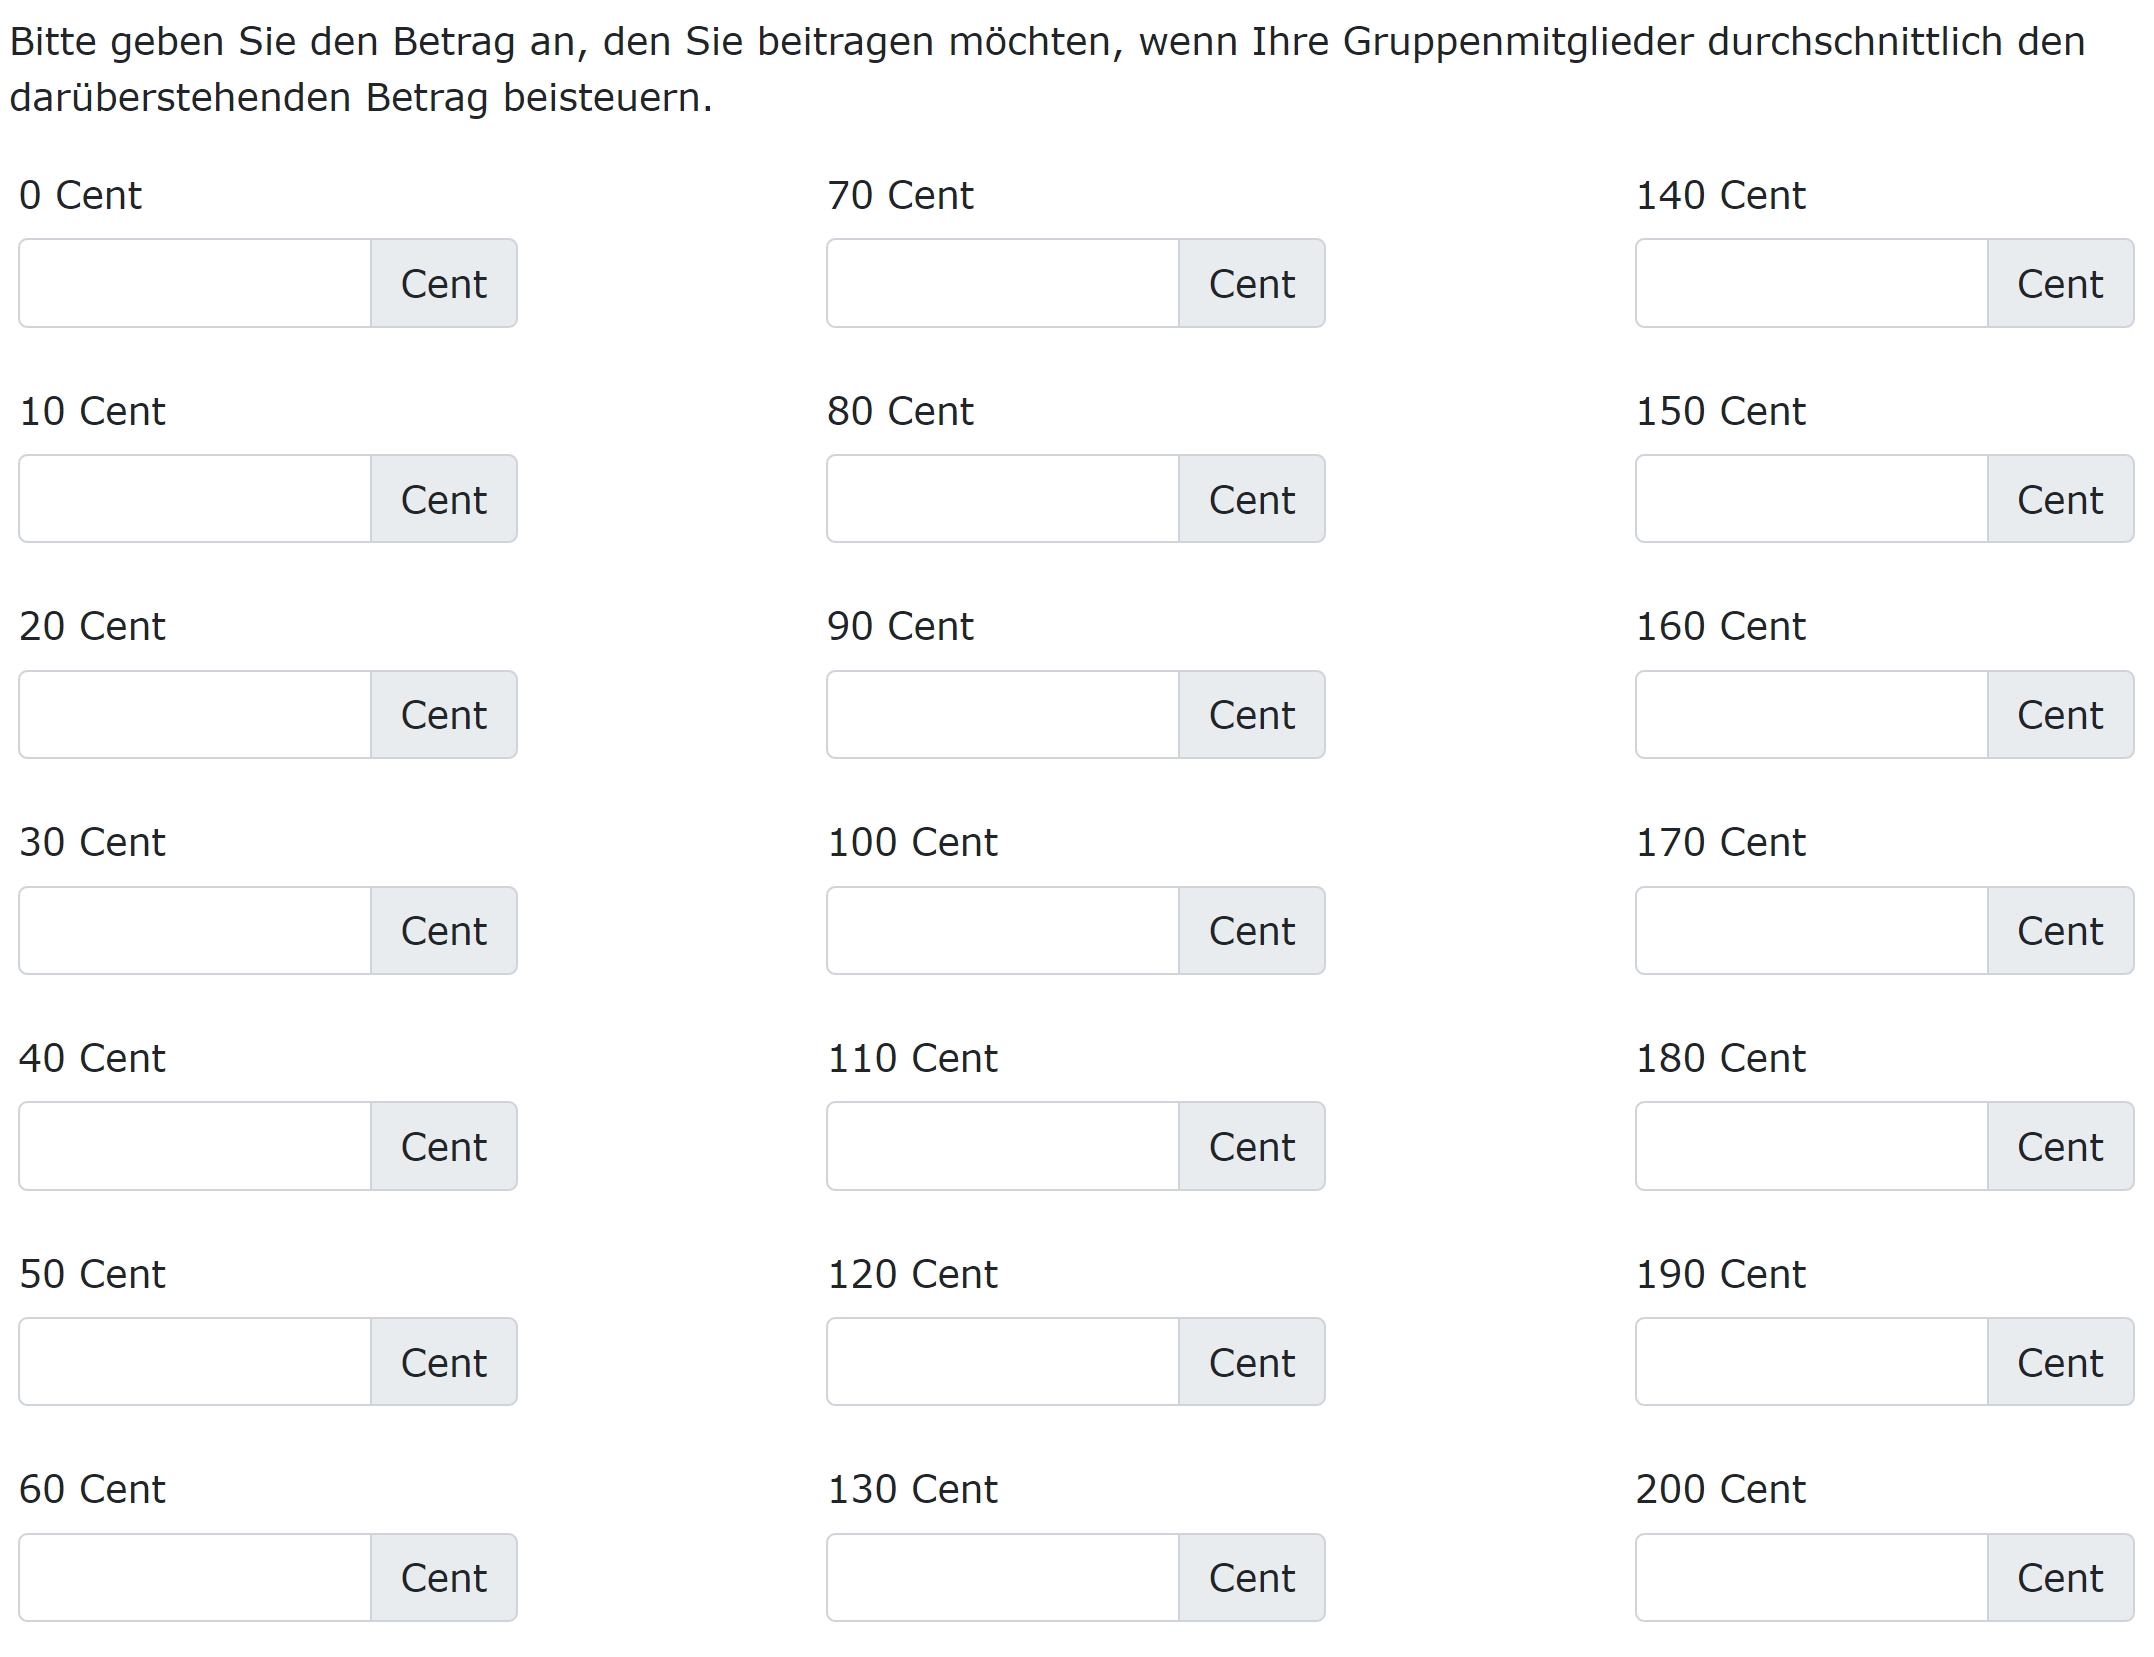 Bitte geben Sie den Betrag an, den Sie beitragen möchten, wenn Ihre Gruppenmitglieder durchschnittlich den
darüberstehenden Betrag beisteuern.
0 Cent
Cent
10 Cent
Cent
20 Cent
Cent
30 Cent
Cent
40 Cent
Cent
50 Cent
Cent
60 Cent
Cent
70 Cent
Cent
80 Cent
Cent
90 Cent
Cent
100 Cent
Cent
110 Cent
Cent
120 Cent
Cent
130 Cent
Cent
140 Cent
Cent
150 Cent
Cent
160 Cent
Cent
170 Cent
Cent
180 Cent
Cent
190 Cent
Cent
200 Cent
Cent